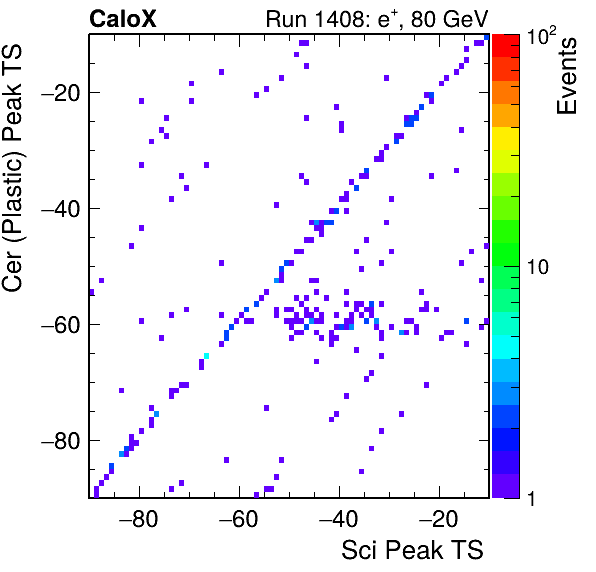 CaloX Run 1408: e+, 80 GeV
Cer (Plastic) Peak TS
−20
−40
−60
−80
−80 −60 −40 −20
Sci Peak TS
10²
10
1
Events